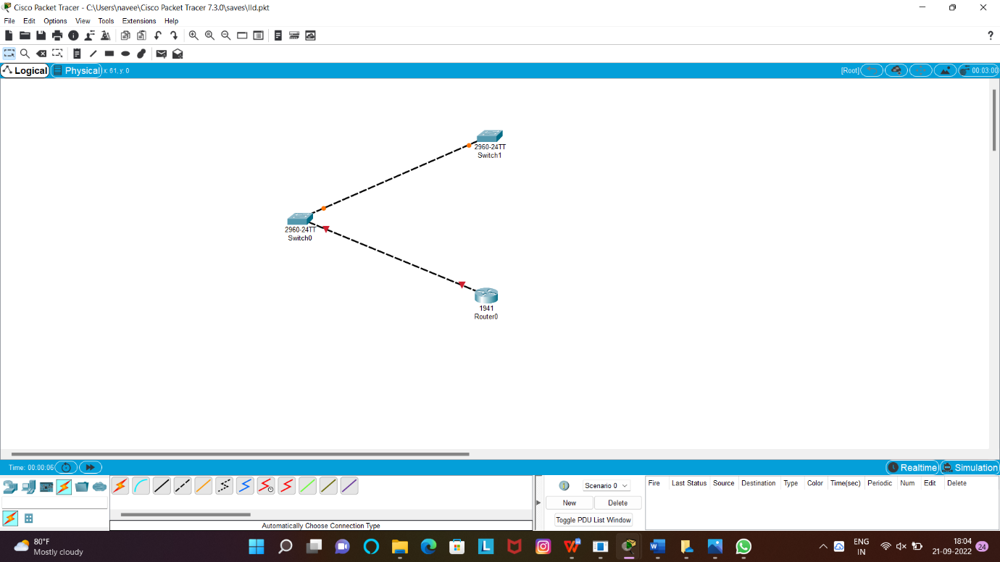 Cisco Packet Tracer - C:\Users\navee\Cisco Packet Tracer 7.3.0\saves\lld.pkt
File Edit Options View Tools Extensions Help
?
Logical Physical x: 61, y: 0 [Root] 00:03:00
2960-24TT
Switch1
2960-24TT
Switch0
1941
Router0
Time: 00:00:06 Realtime Simulation
Scenario 0 Fire Last Status Source Destination Type Color Time(sec) Periodic Num Edit Delete
New Delete
Toggle PDU List Window
Automatically Choose Connection Type
80°F
Mostly cloudy
ENG
IN
18:04
21-09-2022
24